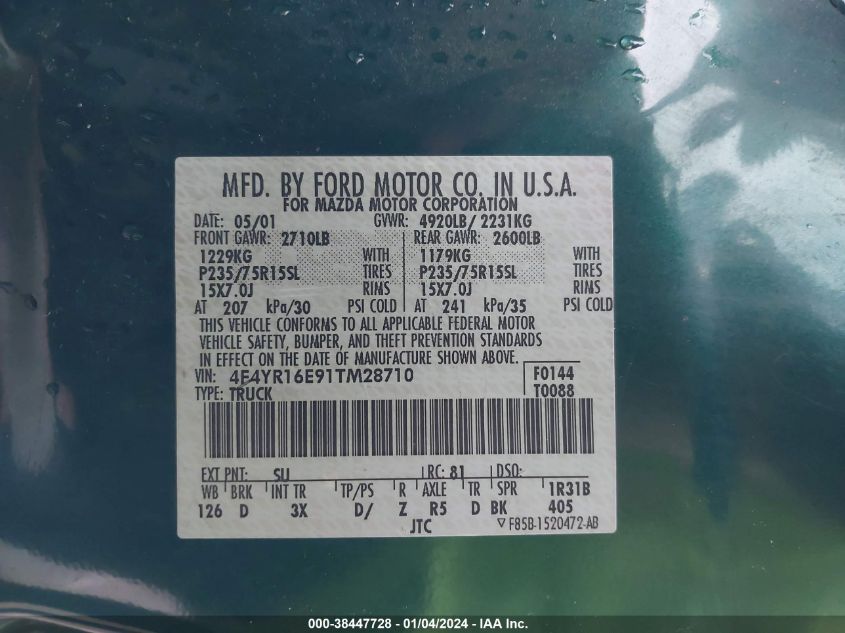 MFD. BY FORD MOTOR CO. IN U.S.A.
FOR MAZDA MOTOR CORPORATION
DATE: 05/01 GVWR: 4920LB/ 2231KG
FRONT GAWR: 2710LB REAR GAWR: 2600LB
1229KG WITH 1179KG WITH
P235/75R15SL TIRES P235/75R15SL TIRES
15X7.0J RIMS 15X7.0J RIMS
AT 207 kPa/30 PSI COLD AT 241 kPa/35 PSI COLD
THIS VEHICLE CONFORMS TO ALL APPLICABLE FEDERAL MOTOR
VEHICLE SAFETY, BUMPER, AND THEFT PREVENTION STANDARDS
IN EFFECT ON THE DATE OF MANUFACTURE SHOWN ABOVE.
VIN: 4F4YR16E91TM28710 F0144
TYPE: TRUCK T0088
EXT PNT: SU RC: 81 DSO:
WB BRK INT TR TP/PS R AXLE TR SPR 1R31B
126 D 3X D/ Z R5 D BK 405
JTC F85B-1520472-AB
000-38447728 - 01/04/2024 - IAA Inc.